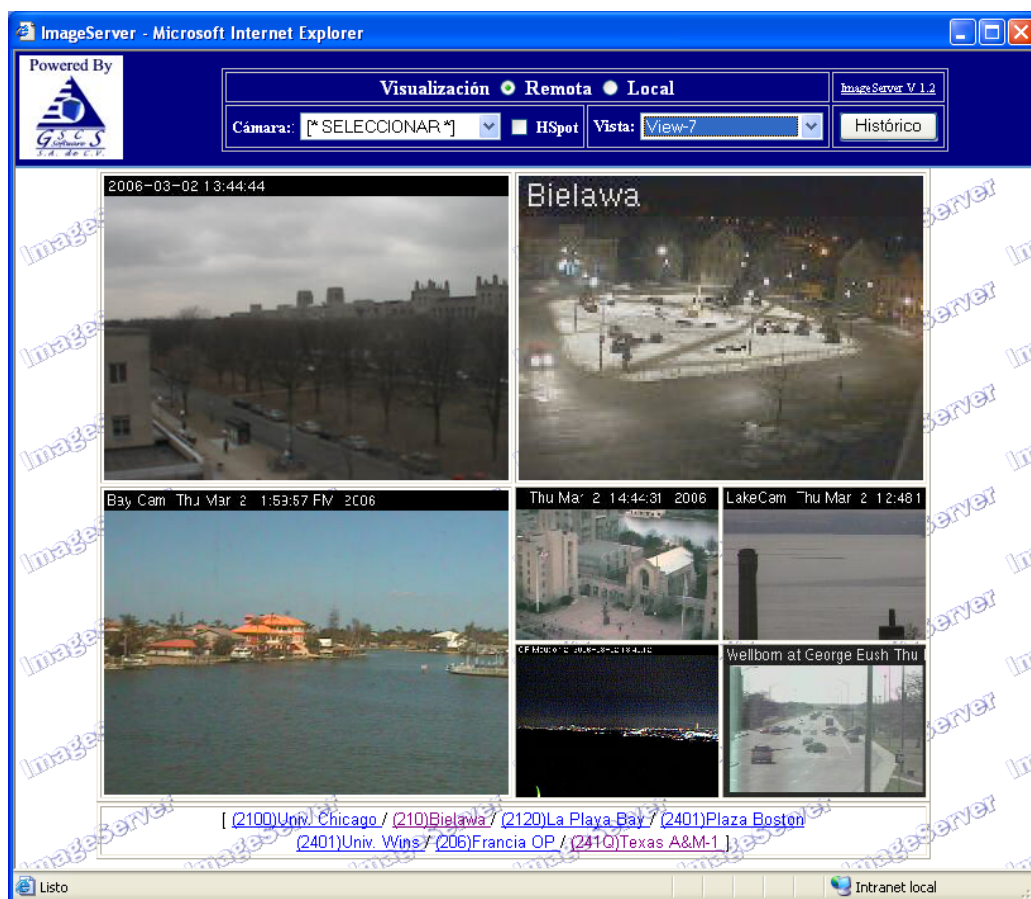 ImageServer - Microsoft Internet Explorer
Powered By
GSCS
Software
S.A. de C.V.
Visualización Remota Local
ImageServer V 1.2
Cámara:: [* SELECCIONAR *] HSpot Vista: View-7 Histórico
2006-03-02 13:44:44
Bielawa
Bay Cam Thu Mar 2 1:53:57 PM 2006
Thu Mar 2 14:44:31 2006
LakeCam Thu Mar 2 12:48
Wellborn at George Bush Thu
[ (2100)Univ. Chicago / (210)Bielawa / (2120)La Playa Bay / (2401)Plaza Boston
(2401)Univ. Wins / (206)Francia OP / (241Q)Texas A&M-1 ]
ImageServer
Listo
Intranet local